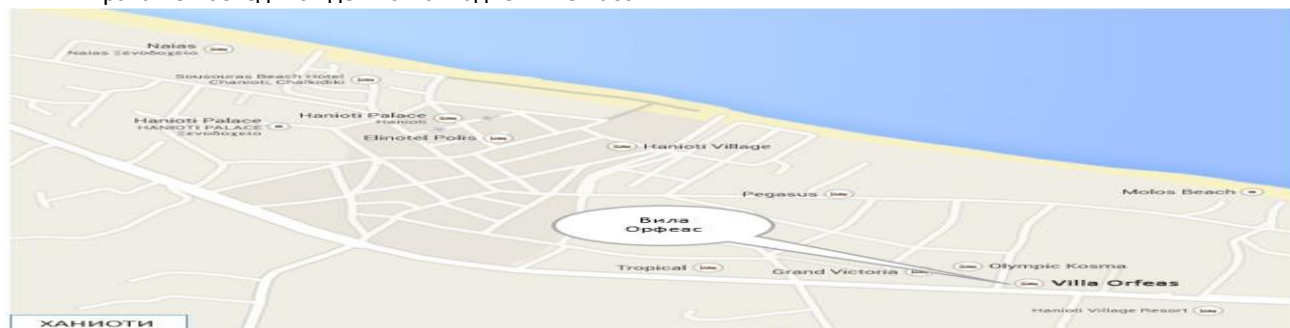 Naias
Naias Ξενοδοχείο
Sousouras Beach Hotel
Chanioti, Chalkidiki
Hanioti Palace
Hanioti
Hanioti Palace
HANIOTI PALACE
Ξενοδοχείο
Elinotel Polis
Hanioti Village
Pegasus
Molos Beach
Вила
Орфеас
Tropical
Grand Victoria
Olympic Kosma
Villa Orfeas
Hanioti Village Resort
ХАНИОТИ